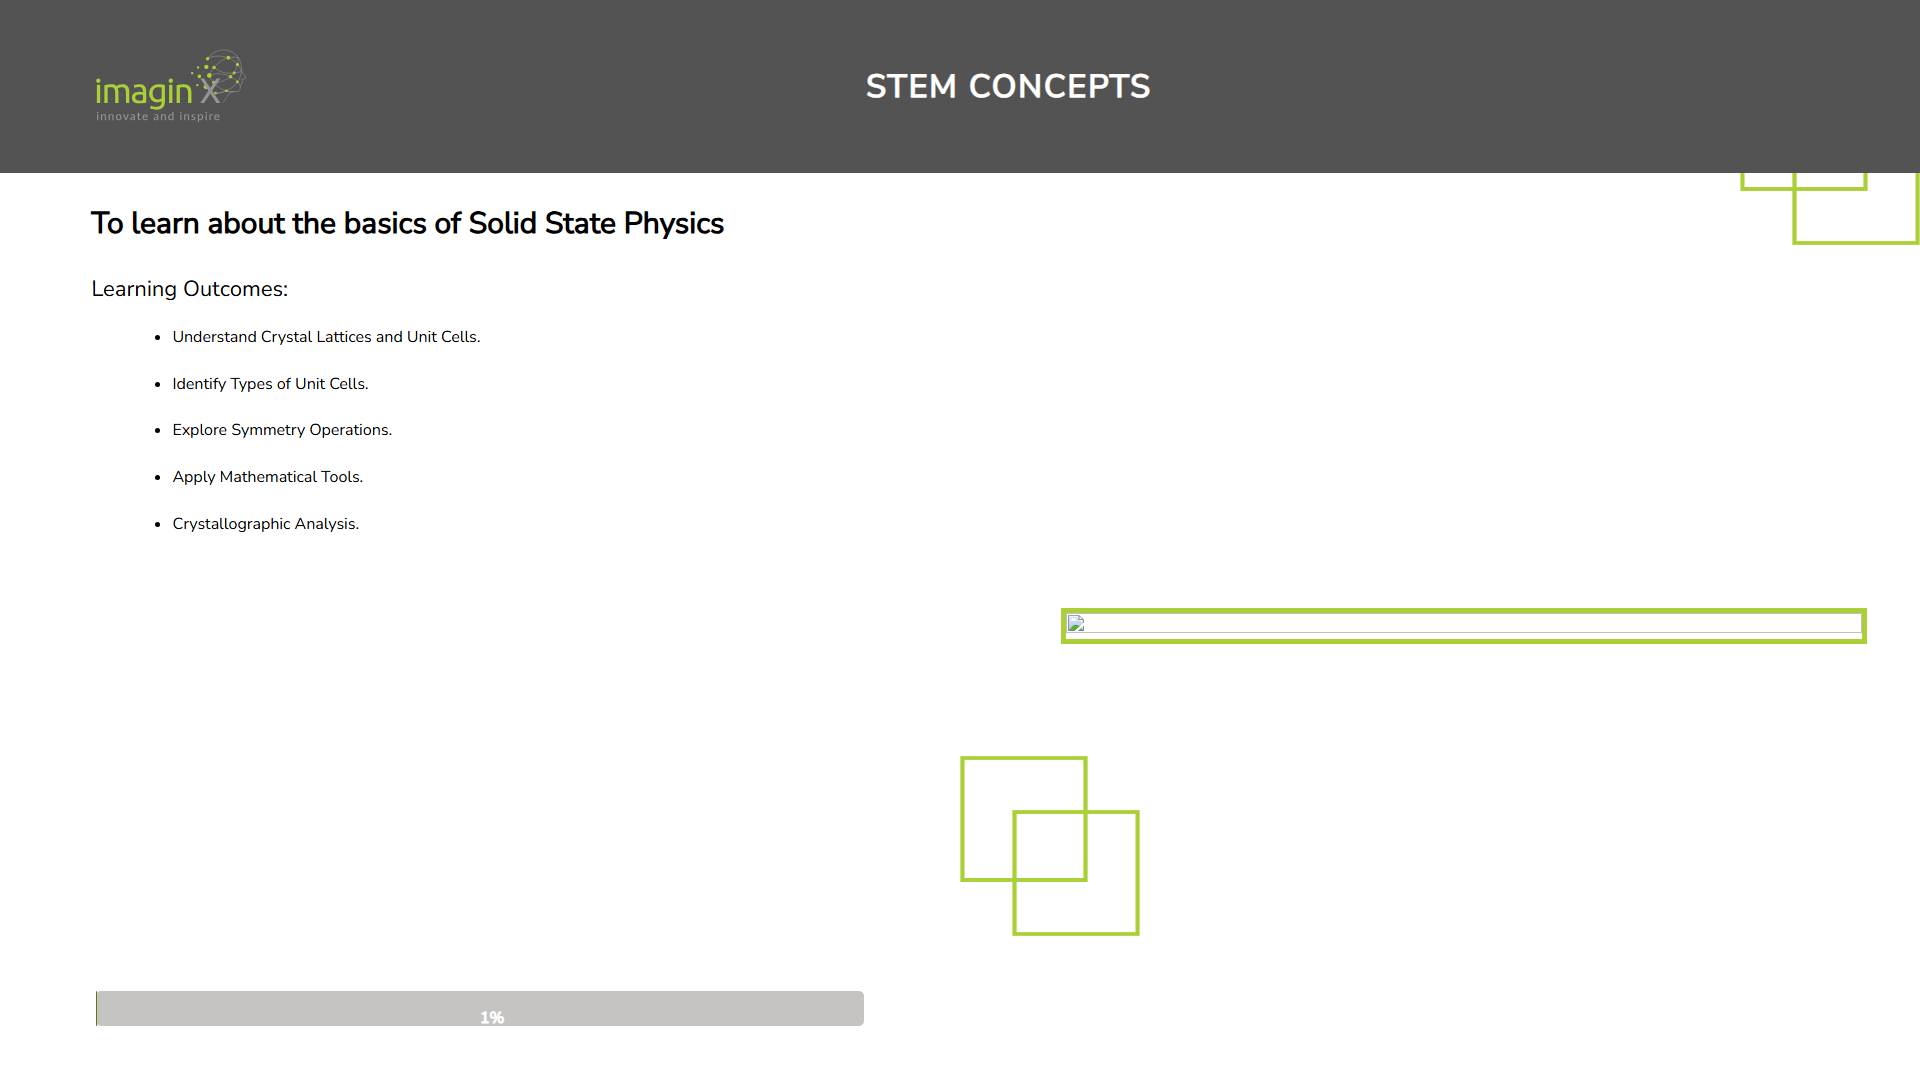 imagin X
innovate and inspire
STEM CONCEPTS
To learn about the basics of Solid State Physics
Learning Outcomes:
• Understand Crystal Lattices and Unit Cells.
• Identify Types of Unit Cells.
• Explore Symmetry Operations.
• Apply Mathematical Tools.
• Crystallographic Analysis.
1%